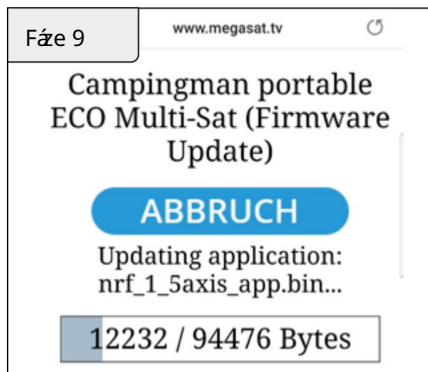 Fáze 9
www.megasat.tv
Campingman portable
ECO Multi-Sat (Firmware
Update)
ABBRUCH
Updating application:
nrf_1_5axis_app.bin...
12232 / 94476 Bytes